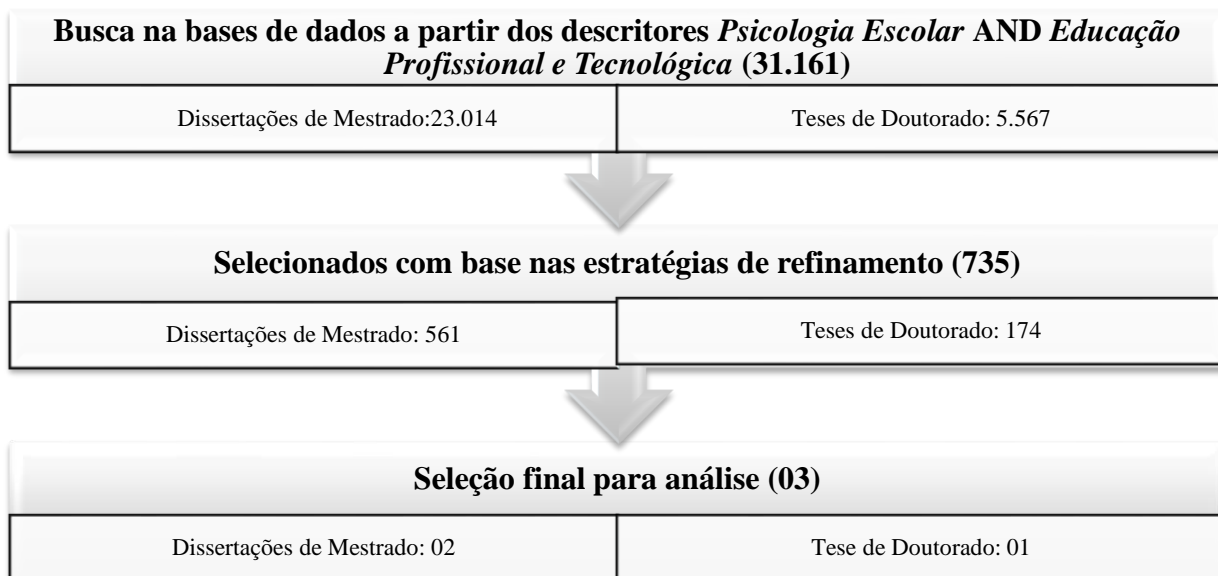 Busca na bases de dados a partir dos descritores Psicologia Escolar AND Educação
Profissional e Tecnológica (31.161)
Dissertações de Mestrado:23.014
Teses de Doutorado: 5.567
Selecionados com base nas estratégias de refinamento (735)
Dissertações de Mestrado: 561
Teses de Doutorado: 174
Seleção final para análise (03)
Dissertações de Mestrado: 02
Tese de Doutorado: 01